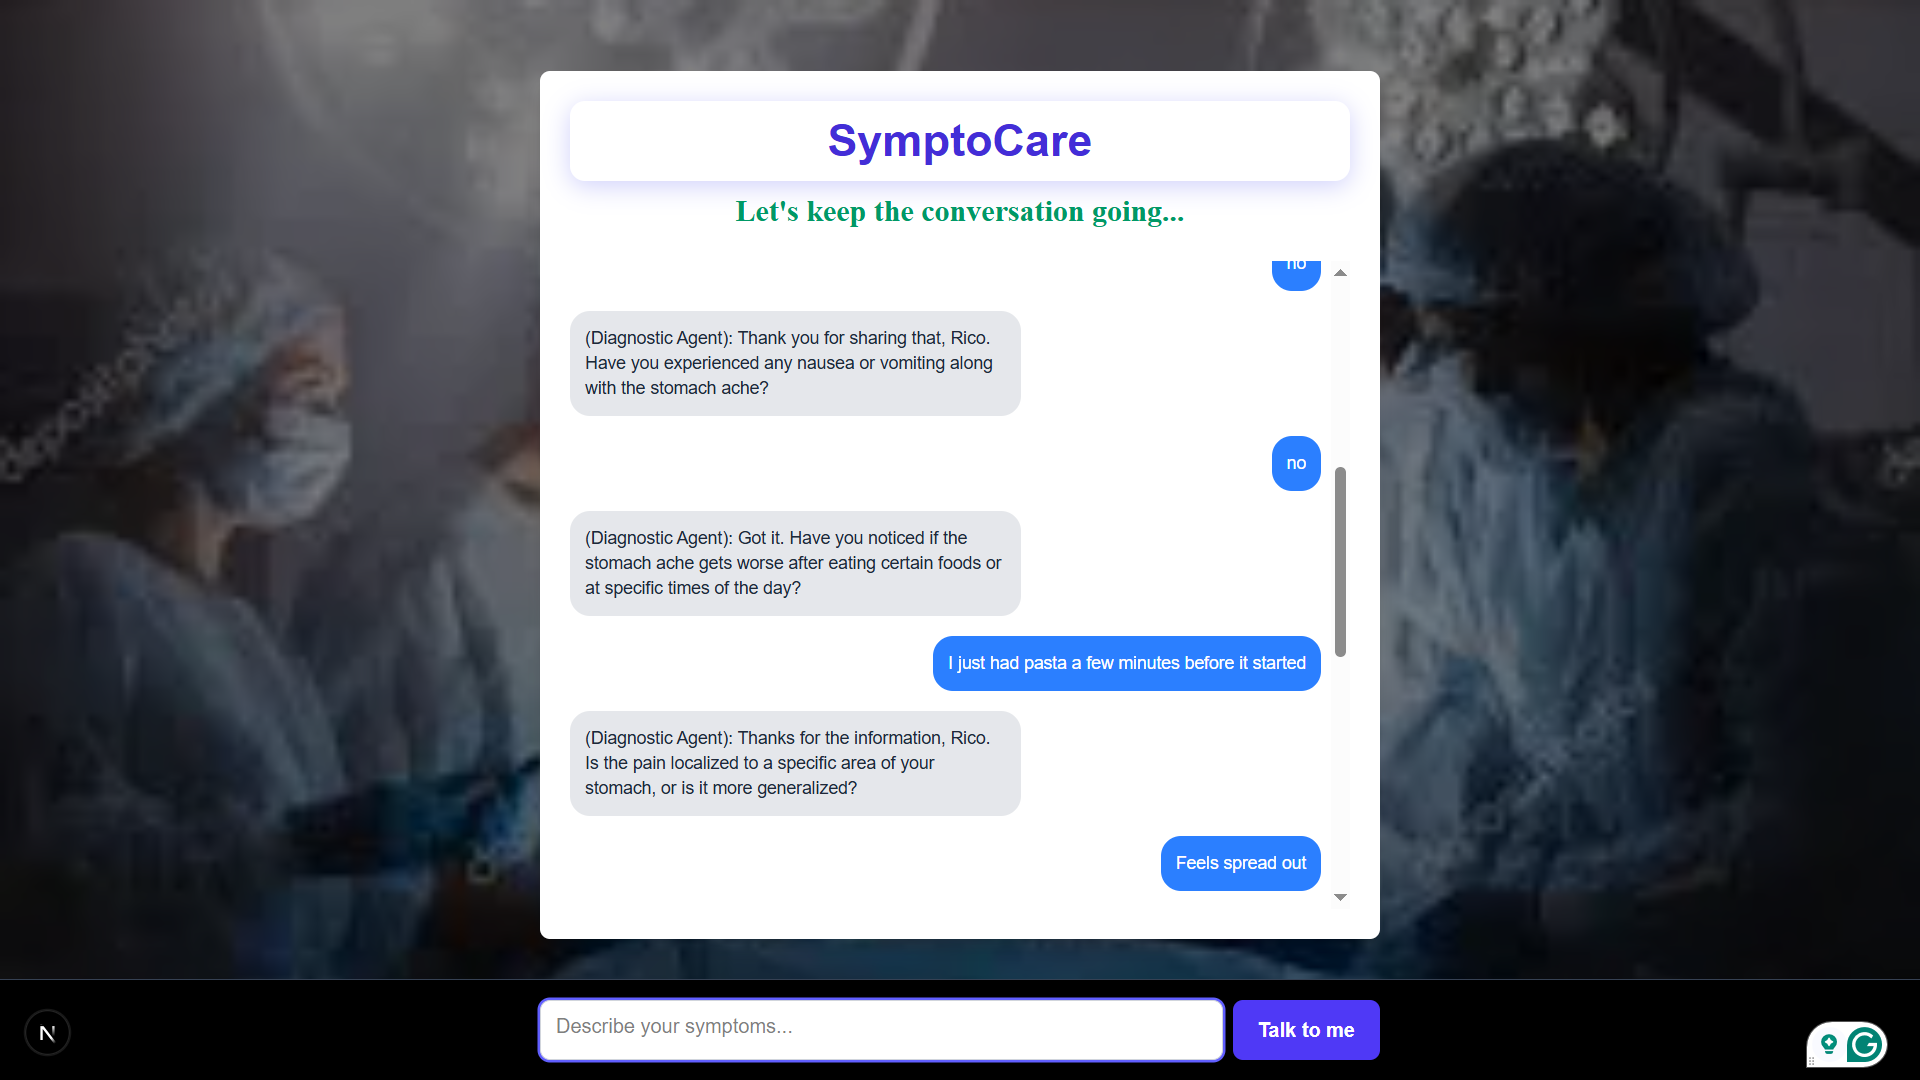 SymptoCare
Let's keep the conversation going...
no
(Diagnostic Agent): Thank you for sharing that, Rico.
Have you experienced any nausea or vomiting along
with the stomach ache?
no
(Diagnostic Agent): Got it. Have you noticed if the
stomach ache gets worse after eating certain foods or
at specific times of the day?
I just had pasta a few minutes before it started
(Diagnostic Agent): Thanks for the information, Rico.
Is the pain localized to a specific area of your
stomach, or is it more generalized?
Feels spread out
Describe your symptoms...
Talk to me
N
G